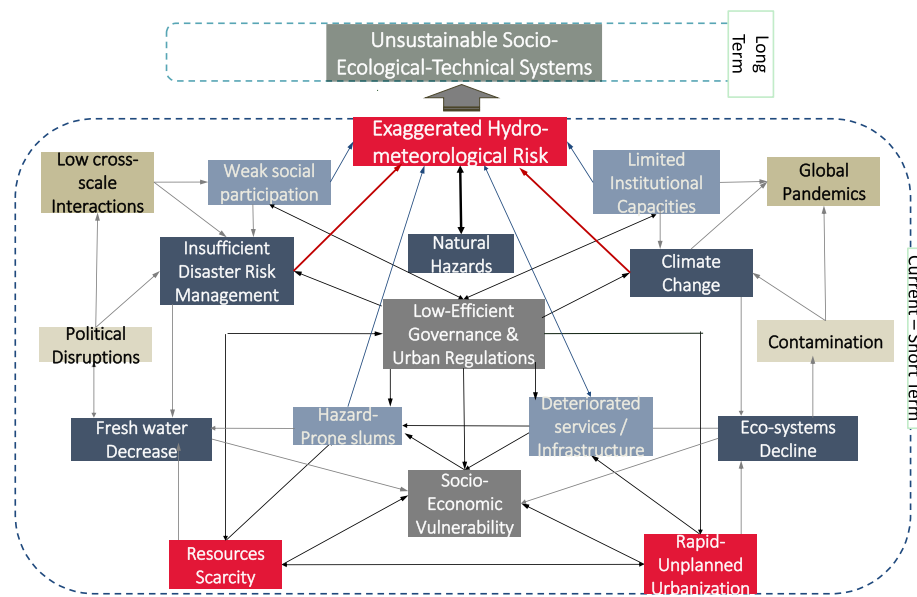 Unsustainable Socio-
Ecological-Technical Systems
Long
Term
Exaggerated Hydro-
meteorological Risk
Low cross-
scale
Interactions
Weak social
participation
Limited
Institutional
Capacities
Global
Pandemics
Insufficient
Disaster Risk
Management
Natural
Hazards
Climate
Change
Low-Efficient
Governance &
Urban Regulations
Political
Disruptions
Contamination
Current – Short Term
Hazard-
Prone slums
Deteriorated
services /
Infrastructure
Fresh water
Decrease
Eco-systems
Decline
Socio-
Economic
Vulnerability
Resources
Scarcity
Rapid-
Unplanned
Urbanization